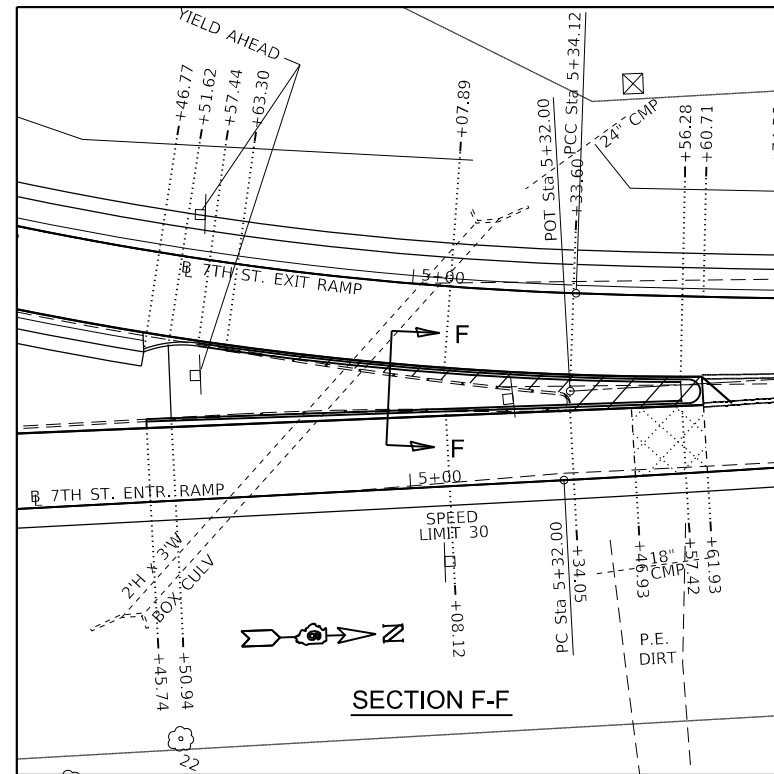 YIELD AHEAD
+46.77
+51.62
+57.44
+63.30
+07.89
POT Sta 5+32.00
PCC Sta 5+34.12
+33.60
24" CMP
+56.28
+60.71
℄ 7TH ST. EXIT RAMP
5+00
F
F
℄ 7TH ST. ENTR. RAMP
5+00
SPEED
LIMIT 30
2'H x 3'W
BOX CULV
+45.74
+50.94
+08.12
PC Sta 5+32.00
+34.05
+46.93
18"
CMP
+57.42
+61.93
P.E.
DIRT
N
SECTION F-F
22